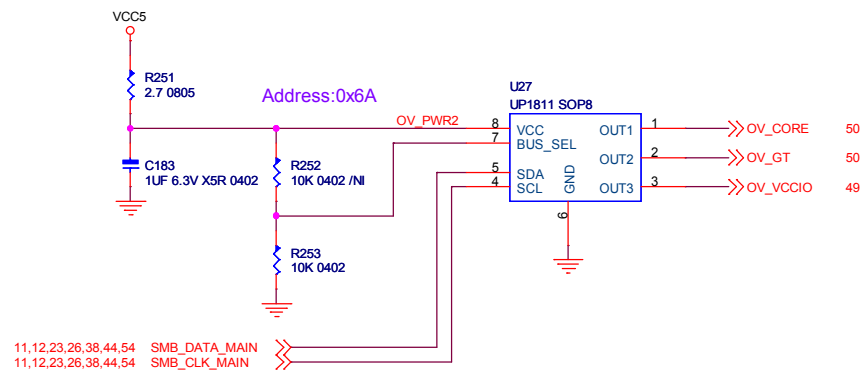 VCC5
R251
2.7 0805
Address:0x6A
U27
UP1811 SOP8
OV_PWR2
8 VCC OUT1 1 OV_CORE 50
7 BUS_SEL
C183
1UF 6.3V X5R 0402
R252
10K 0402 /NI
OUT2 2 OV_GT 50
5 SDA
4 SCL GND OUT3 3 OV_VCCIO 49
6
R253
10K 0402
11,12,23,26,38,44,54 SMB_DATA_MAIN
11,12,23,26,38,44,54 SMB_CLK_MAIN